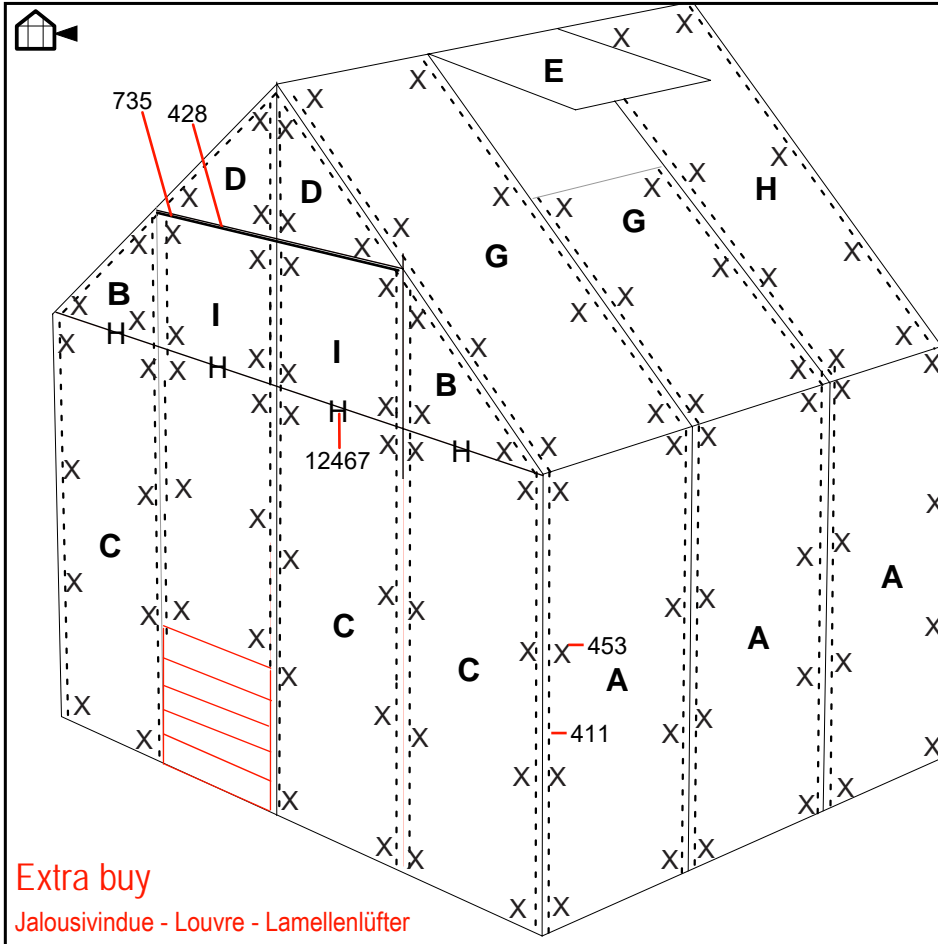 E
735
428
D
D
H
G
G
B
I
I
B
H
H
H
H
12467
C
A
C
A
C
453
A
411
Extra buy
Jalousivindue - Louvre - Lamellenlüfter